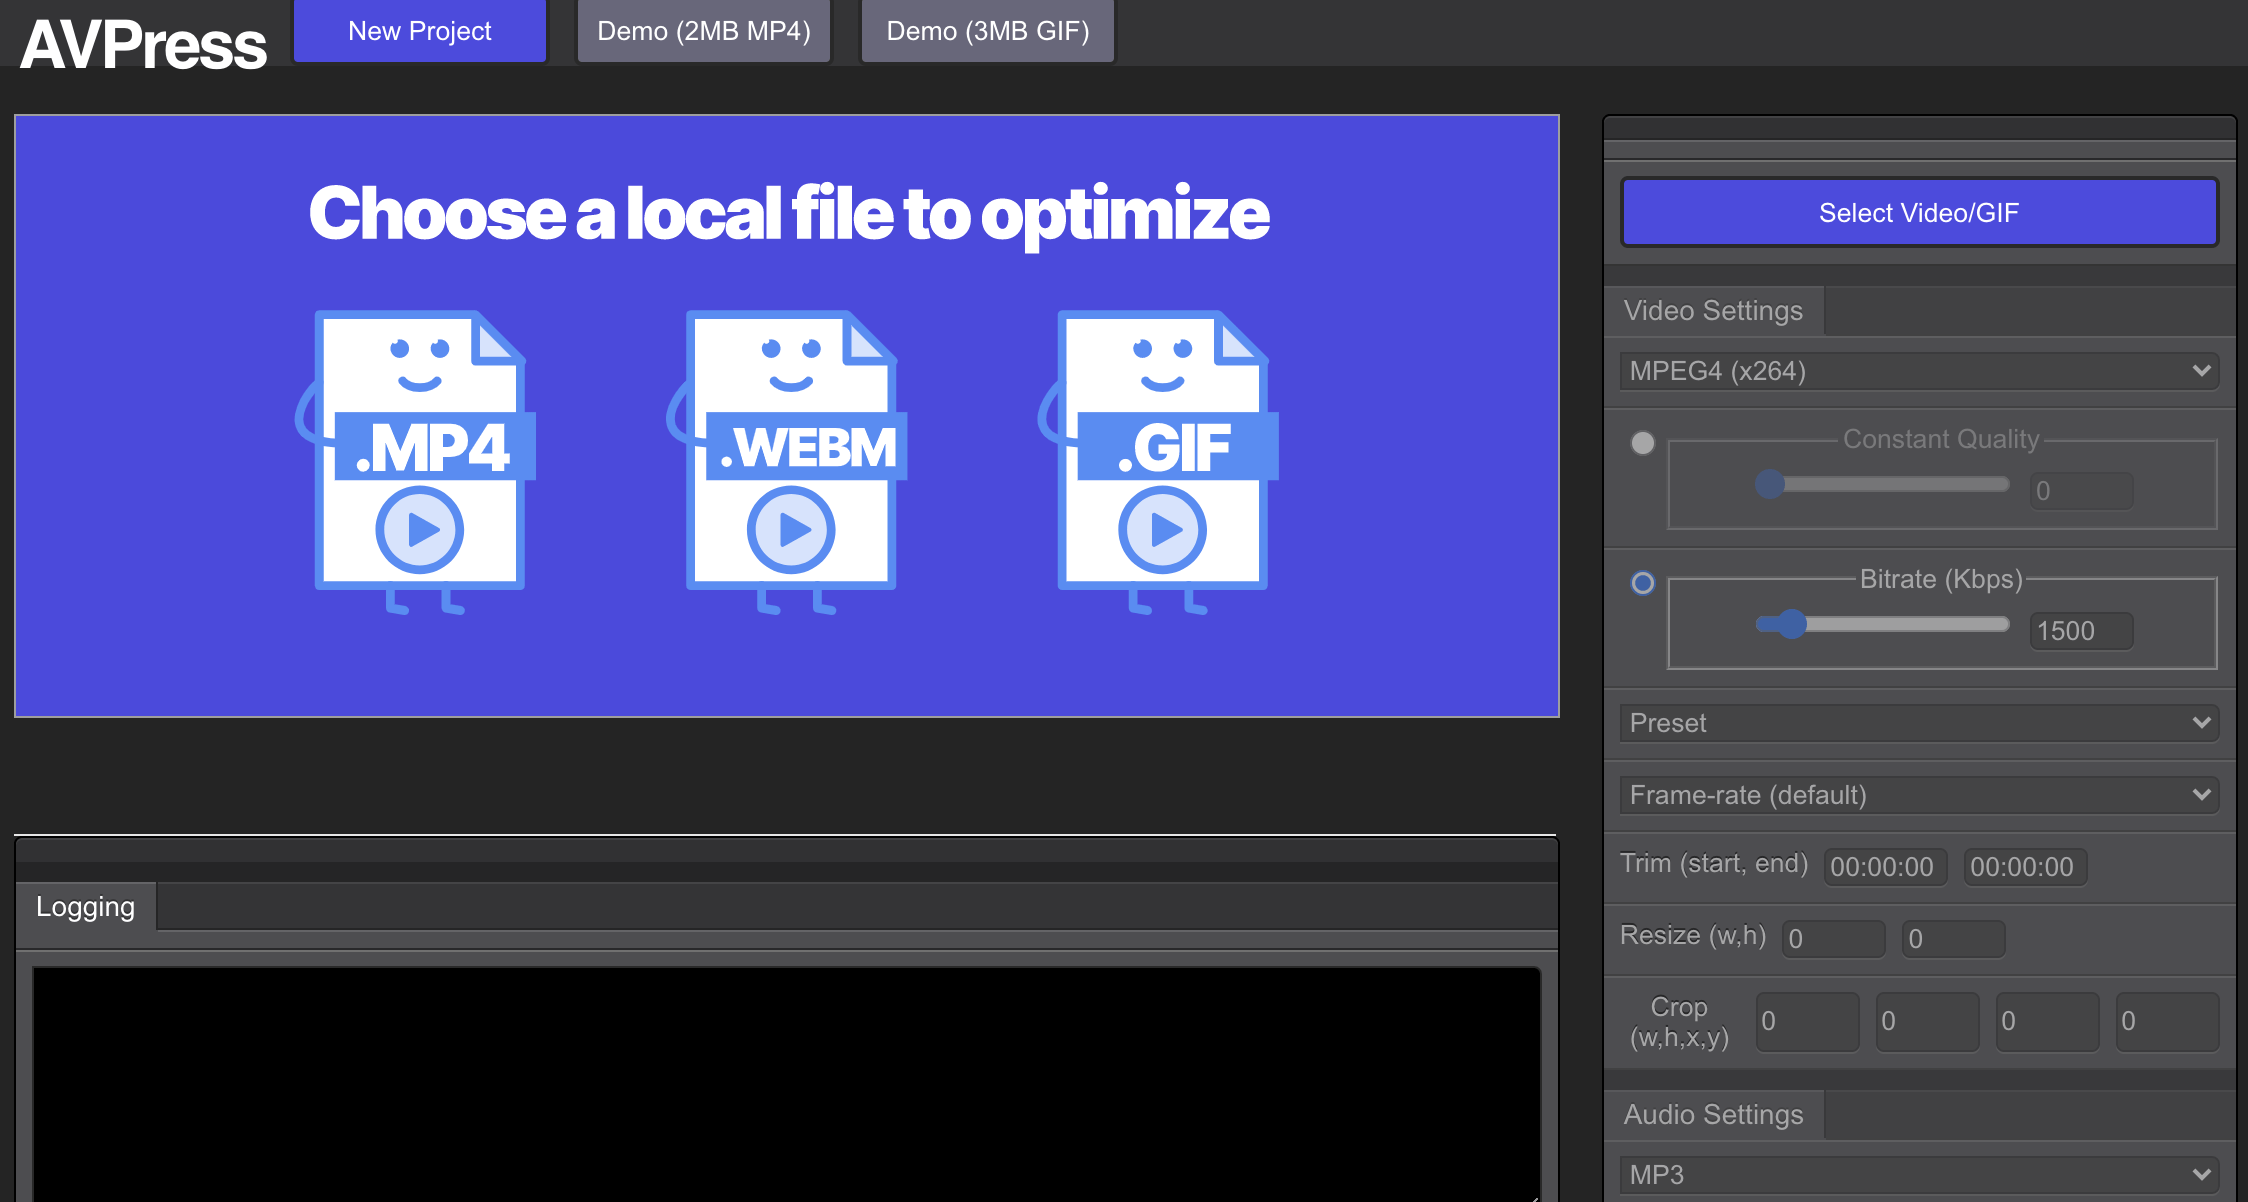 AVPress
New Project
Demo (2MB MP4)
Demo (3MB GIF)
Choose a local file to optimize
.MP4
.WEBM
.GIF
Logging
Select Video/GIF
Video Settings
MPEG4 (x264)
Constant Quality
0
Bitrate (Kbps)
1500
Preset
Frame-rate (default)
Trim (start, end) 00:00:00 00:00:00
Resize (w,h) 0 0
Crop
(w,h,x,y) 0 0 0 0
Audio Settings
MP3